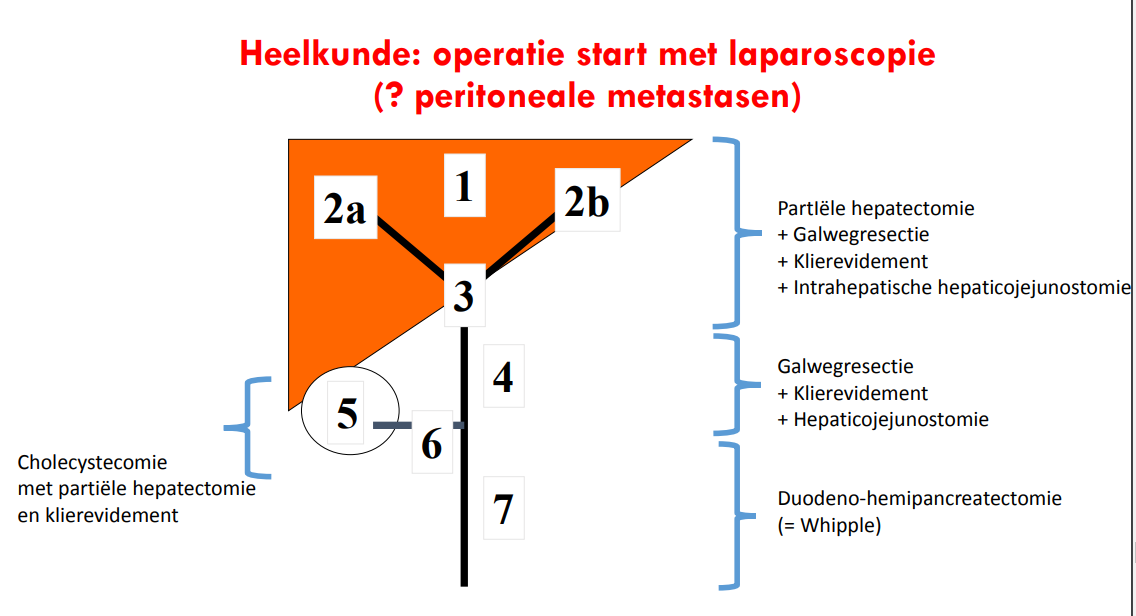 Heelkunde: operatie start met laparoscopie
(? peritoneale metastasen)
1
2a
2b
3
4
5
6
7
PartIële hepatectomie
+ Galwegresectie
+ Klierevidement
+ Intrahepatische hepaticojejunostomie
Galwegresectie
+ Klierevidement
+ Hepaticojejunostomie
Cholecystecomie
met partiële hepatectomie
en klierevidement
Duodeno-hemipancreatectomie
(= Whipple)